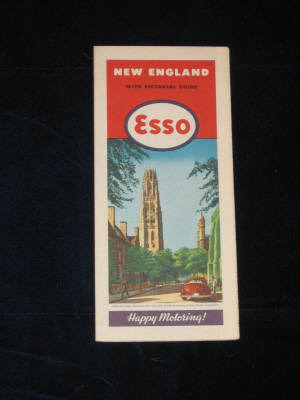 NEW ENGLAND
WITH PICTORIAL GUIDE
Esso
Happy Motoring!